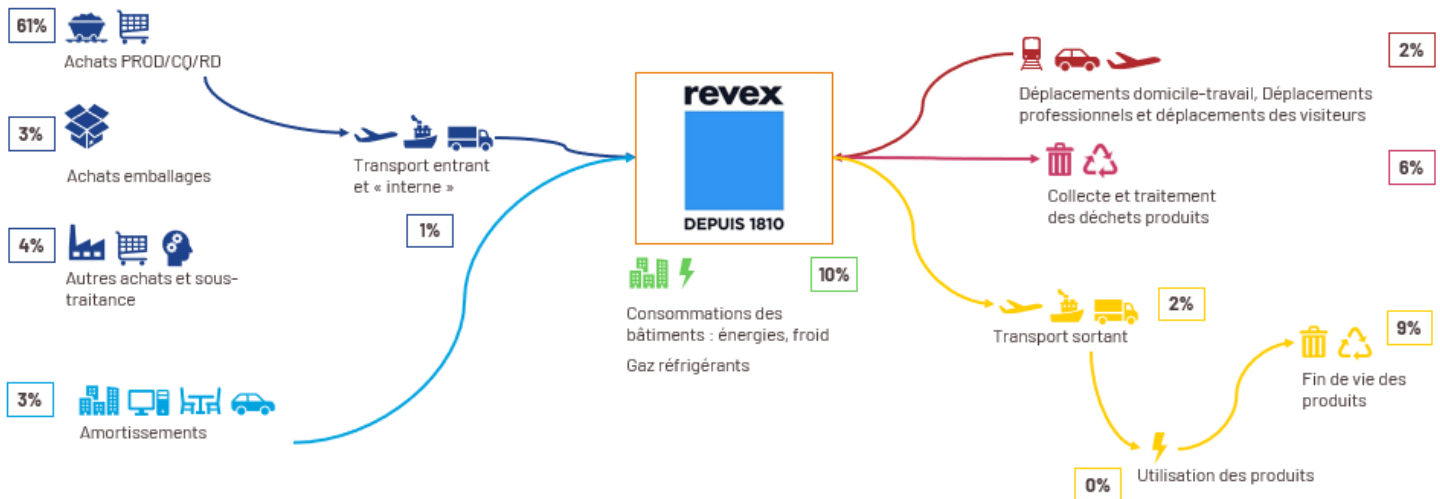 61%
Achats PROD/CQ/RD
3%
Achats emballages
4%
Autres achats et sous-
traitance
3%
Amortissements
Transport entrant
et « interne »
1%
revex
DEPUIS 1810
10%
Consommations des
bâtiments : énergies, froid
Gaz réfrigérants
2%
Déplacements domicile-travail, Déplacements
professionnels et déplacements des visiteurs
6%
Collecte et traitement
des déchets produits
2%
Transport sortant
9%
Fin de vie des
produits
Utilisation des produits
0%